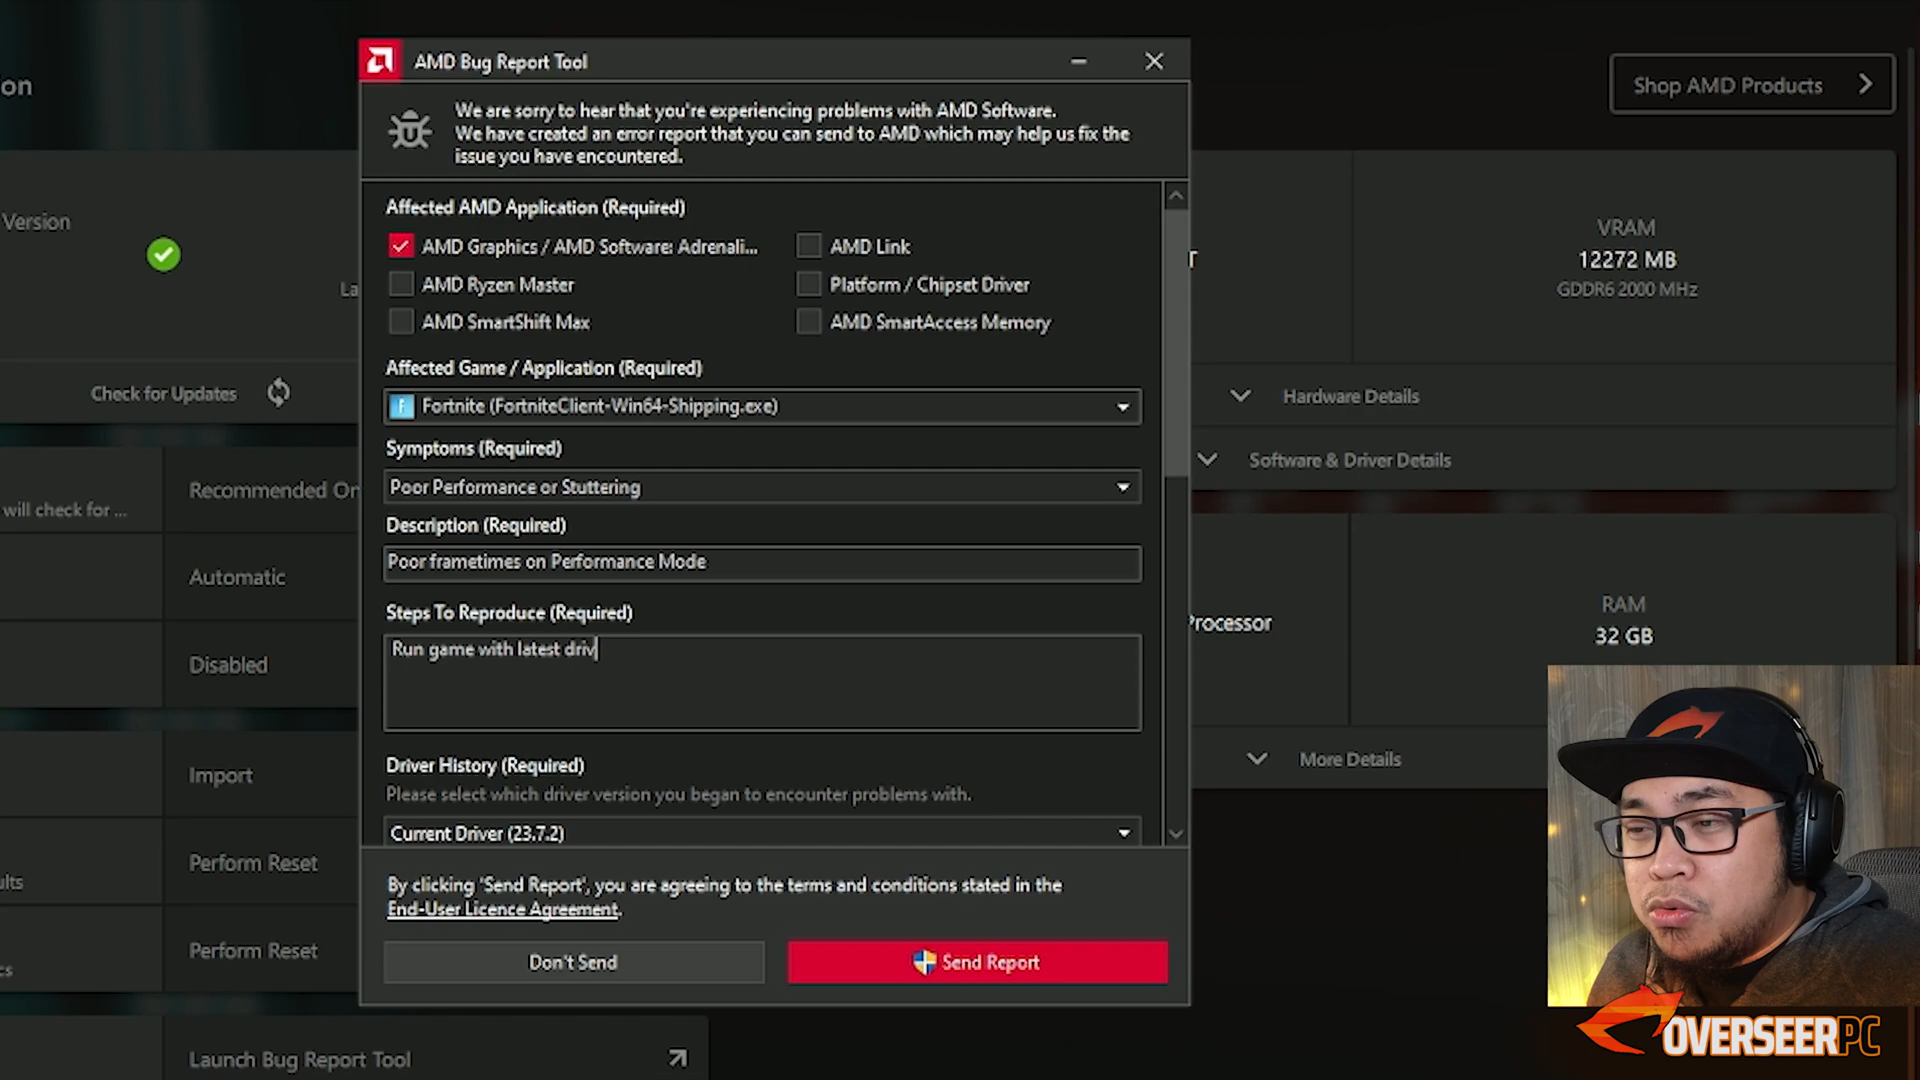 on
Version
La
Check for Updates
will check for ...
Recommended On
Automatic
Disabled
Import
ults
Perform Reset
cs
Perform Reset
Launch Bug Report Tool
AMD Bug Report Tool
We are sorry to hear that you're experiencing problems with AMD Software.
We have created an error report that you can send to AMD which may help us fix the
issue you have encountered.
Affected AMD Application (Required)
AMD Graphics / AMD Software: Adrenali...
AMD Link
AMD Ryzen Master
Platform / Chipset Driver
AMD SmartShift Max
AMD SmartAccess Memory
Affected Game / Application (Required)
Fortnite (FortniteClient-Win64-Shipping.exe)
Symptoms (Required)
Poor Performance or Stuttering
Description (Required)
Poor frametimes on Performance Mode
Steps To Reproduce (Required)
Run game with latest driv
Driver History (Required)
Please select which driver version you began to encounter problems with.
Current Driver (23.7.2)
By clicking 'Send Report', you are agreeing to the terms and conditions stated in the
End-User Licence Agreement.
Don't Send
Send Report
Shop AMD Products
T
VRAM
12272 MB
GDDR6 2000 MHz
Hardware Details
Software & Driver Details
Processor
RAM
32 GB
More Details
OVERSEERPC